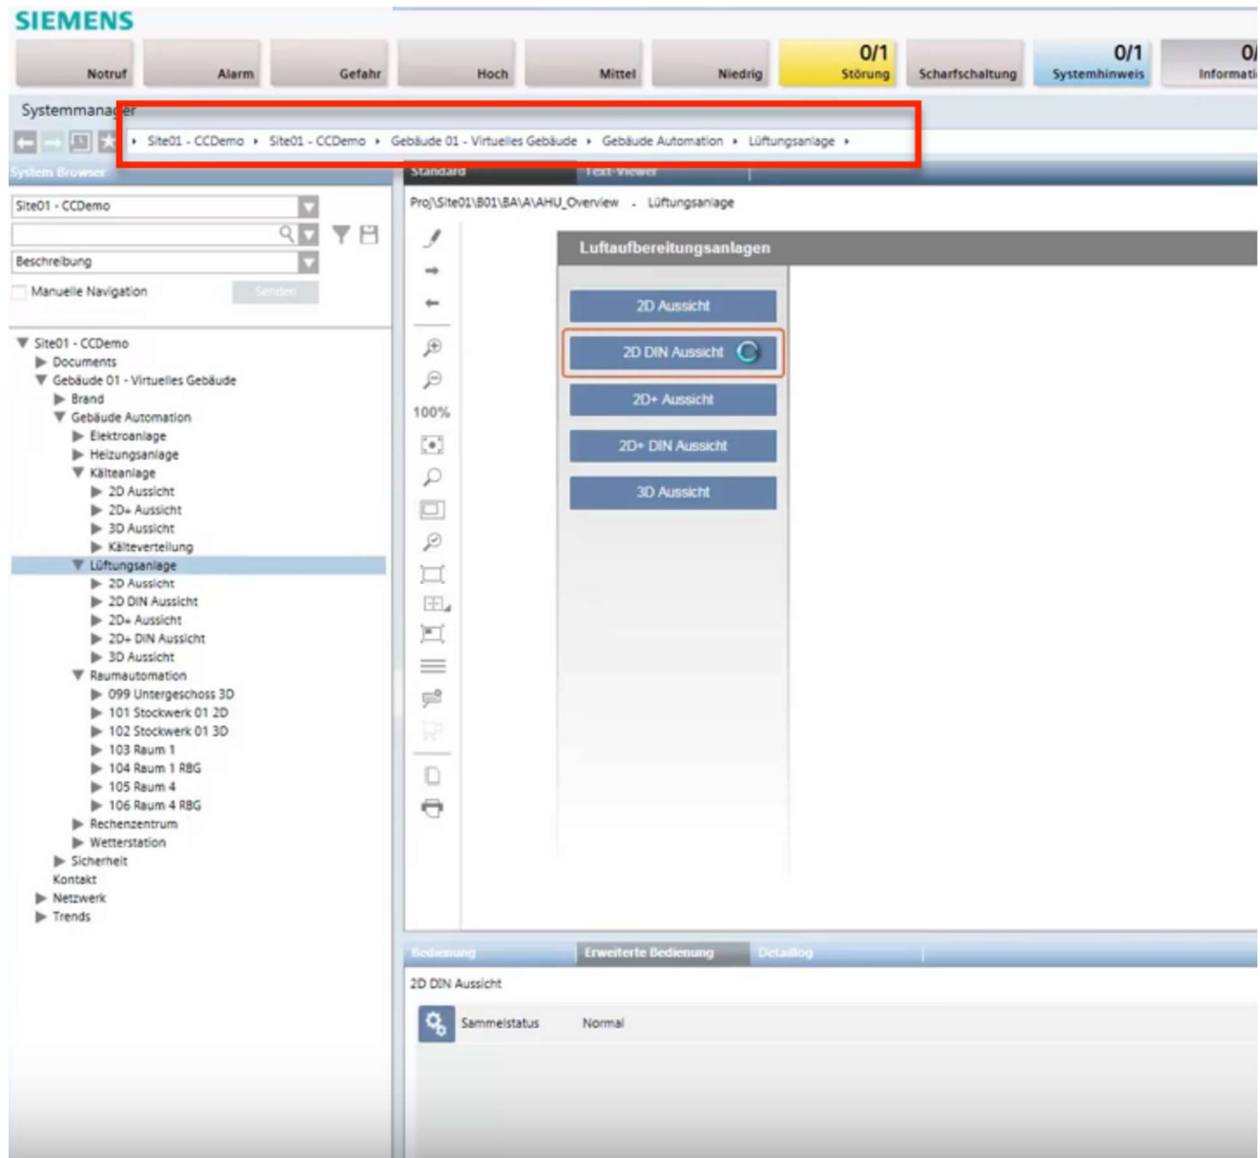 SIEMENS
Notruf
Alarm
Gefahr
Hoch
Mittel
Niedrig
0/1
Störung
Scharfschaltung
0/1
Systemhinweis
0/
Informati
Systemmanager
Site01 - CCDemo
Site01 - CCDemo
Gebäude 01 - Virtuelles Gebäude
Gebäude Automation
Lüftungsanlage
System Browser
Site01 - CCDemo
Beschreibung
Manuelle Navigation
Senden
Site01 - CCDemo
Documents
Gebäude 01 - Virtuelles Gebäude
Brand
Gebäude Automation
Elektroanlage
Heizungsanlage
Kälteanlage
2D Aussicht
2D+ Aussicht
3D Aussicht
Kälteverteilung
Lüftungsanlage
2D Aussicht
2D DIN Aussicht
2D+ Aussicht
2D+ DIN Aussicht
3D Aussicht
Raumautomation
099 Untergeschoss 3D
101 Stockwerk 01 2D
102 Stockwerk 01 3D
103 Raum 1
104 Raum 1 RBG
105 Raum 4
106 Raum 4 RBG
Rechenzentrum
Wetterstation
Sicherheit
Kontakt
Netzwerk
Trends
Standard
Text-Viewer
Proj\Site01\B01\BA\A\AHU_Overview - Lüftungsanlage
100%
Luftaufbereitungsanlagen
2D Aussicht
2D DIN Aussicht
2D+ Aussicht
2D+ DIN Aussicht
3D Aussicht
Bedienung
Erweiterte Bedienung
Detaillog
2D DIN Aussicht
Sammelstatus
Normal